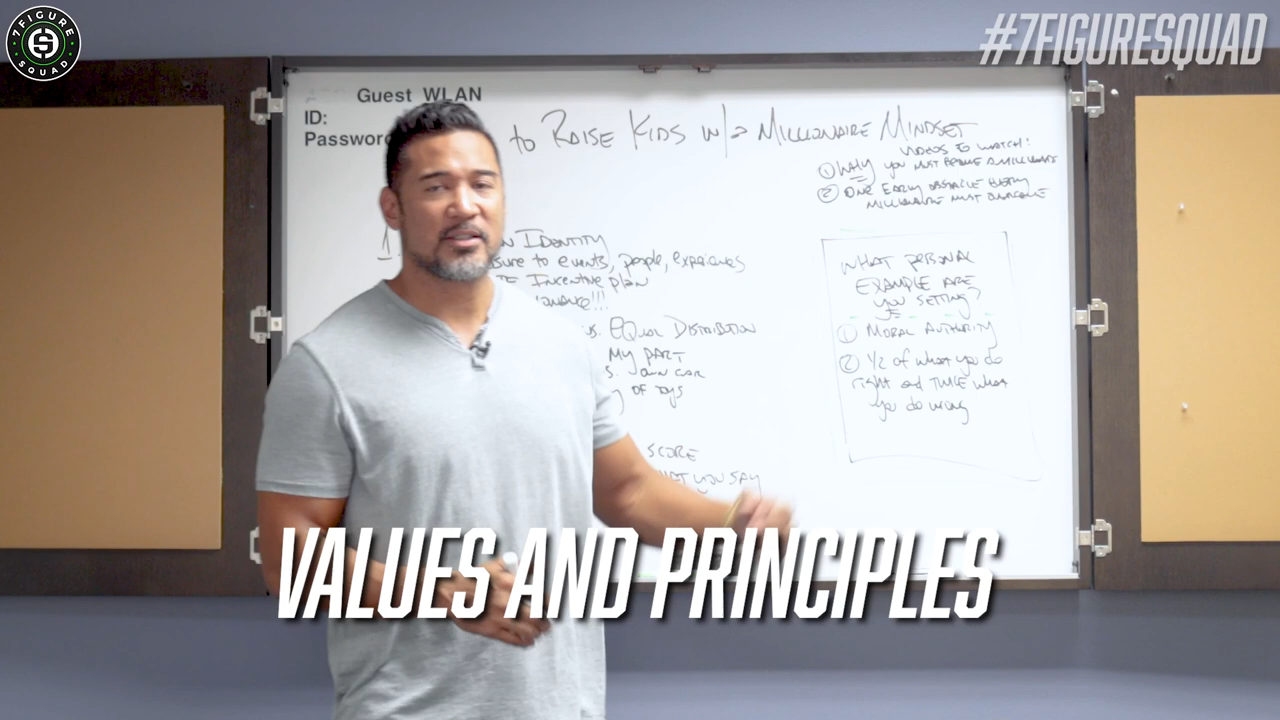 7 FIGURE
SQUAD
#7FIGURESQUAD
Guest WLAN
ID:
Password
to Raise Kids w/a Millionaire Mindset
Videos to watch:
① Why you must become a millionaire
② One early obstacle every
millionaire must overcome
1
Identity
to events, people, experiences
Incentive plan
vs. Equal Distribution
my part
own car
of toys
score
what you say
What personal
example are
you setting?
① Moral Authority
② 1/2 of what you do
right and twice what
you do wrong
VALUES AND PRINCIPLES